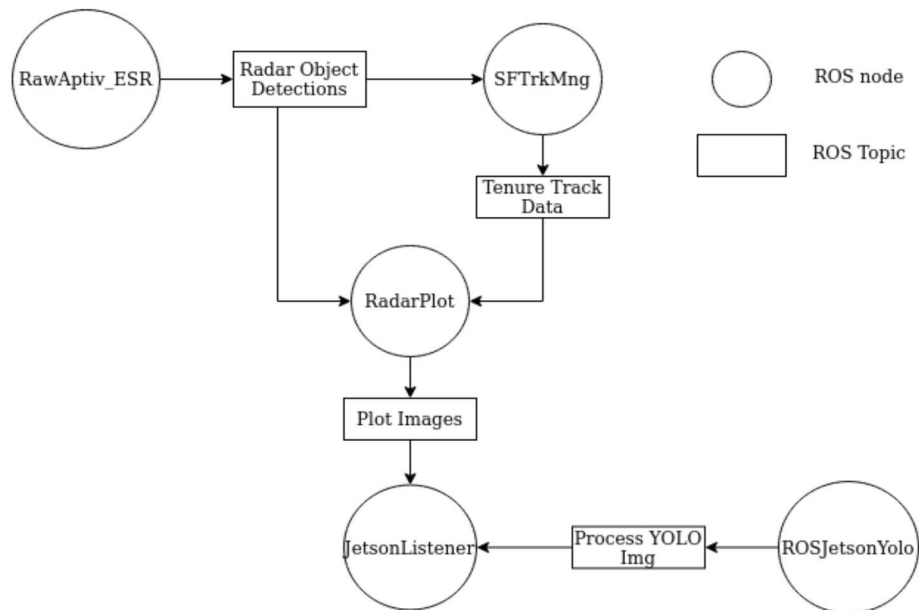 RawAptiv_ESR
Radar Object
Detections
SFTrkMng
ROS node
ROS Topic
Tenure Track
Data
RadarPlot
Plot Images
JetsonListener
Process YOLO
Img
ROSJetsonYolo